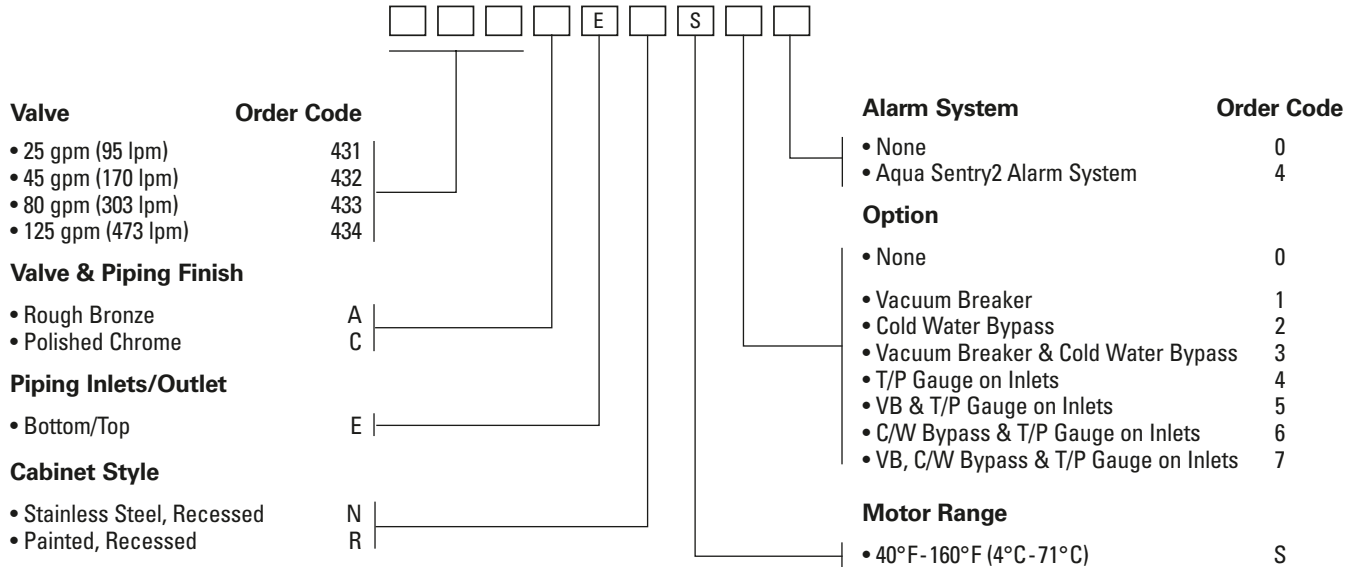 E S
Valve Order Code
• 25 gpm (95 lpm) 431
• 45 gpm (170 lpm) 432
• 80 gpm (303 lpm) 433
• 125 gpm (473 lpm) 434
Valve & Piping Finish
• Rough Bronze A
• Polished Chrome C
Piping Inlets/Outlet
• Bottom/Top E
Cabinet Style
• Stainless Steel, Recessed N
• Painted, Recessed R
Alarm System Order Code
• None 0
• Aqua Sentry2 Alarm System 4
Option
• None 0
• Vacuum Breaker 1
• Cold Water Bypass 2
• Vacuum Breaker & Cold Water Bypass 3
• T/P Gauge on Inlets 4
• VB & T/P Gauge on Inlets 5
• C/W Bypass & T/P Gauge on Inlets 6
• VB, C/W Bypass & T/P Gauge on Inlets 7
Motor Range
• 40°F-160°F (4°C-71°C) S